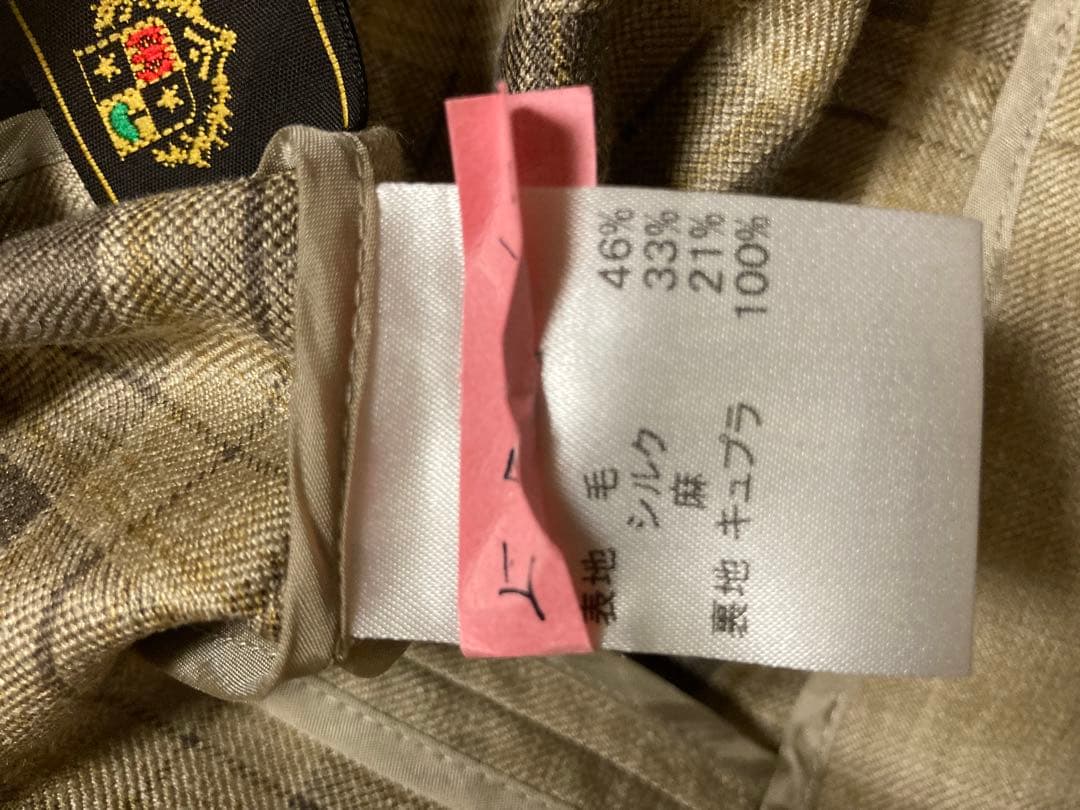 表地 毛 46%
シルク 33%
麻 21%
裏地 キュプラ 100%